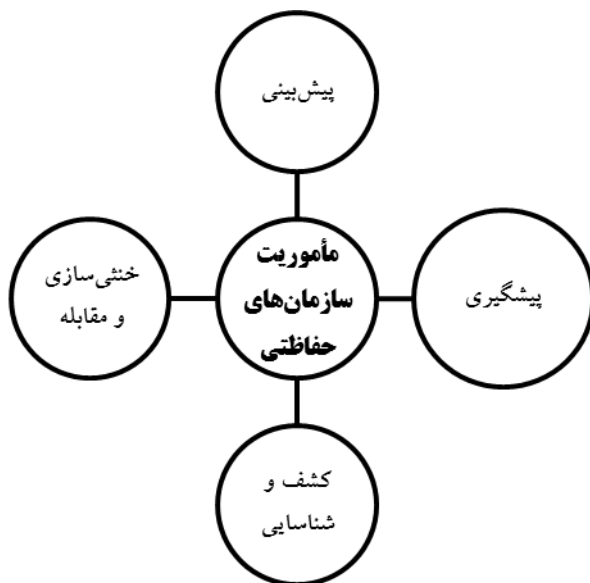 پیش‌بینی
مأموریت
سازمان‌های
حفاظتی
پیشگیری
کشف و
شناسایی
خنثی‌سازی
و مقابله